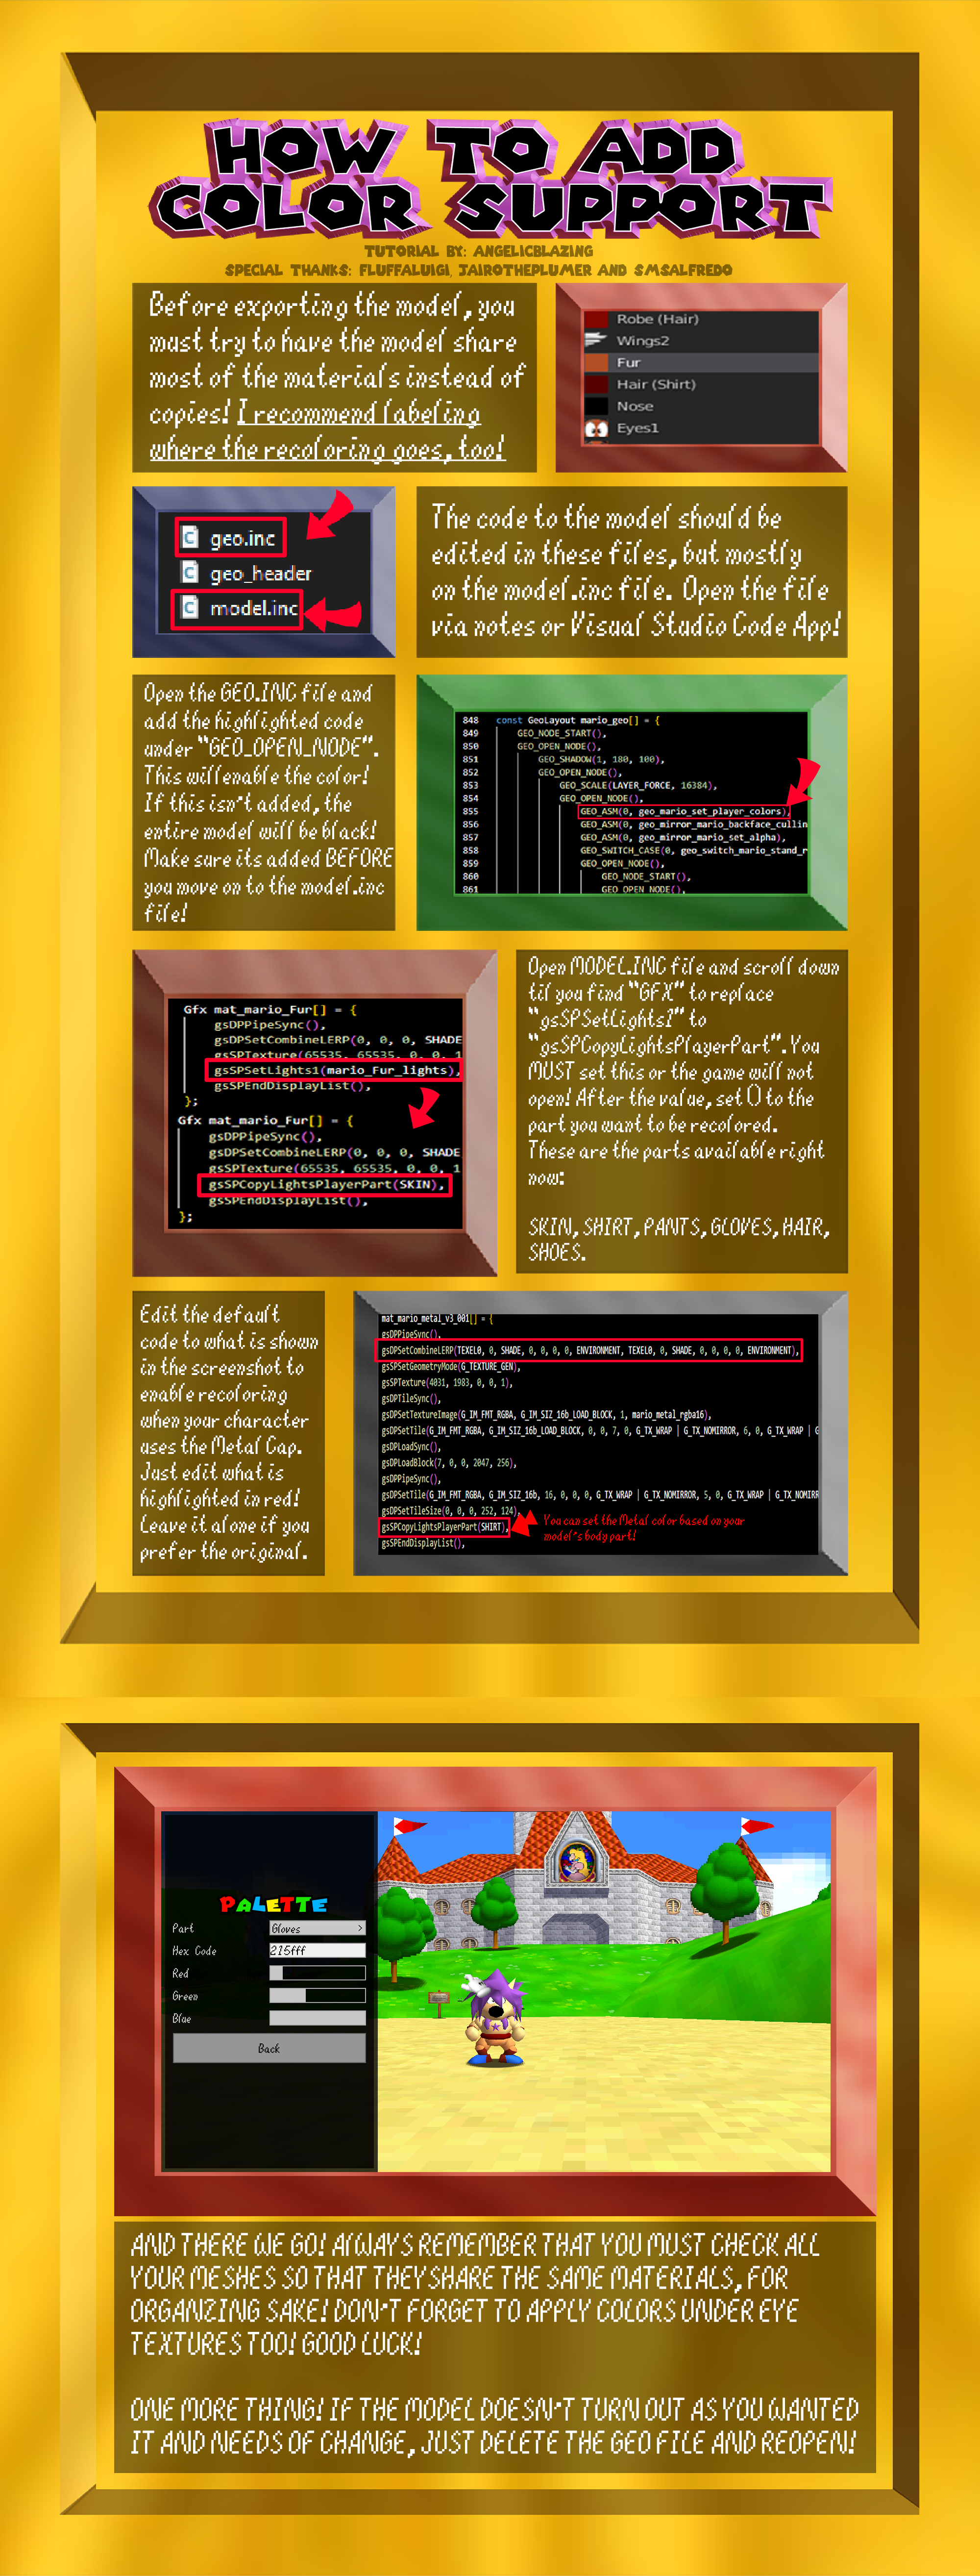 HOW TO ADD
COLOR SUPPORT
TUTORIAL BY: ANGELICBLAZING
SPECIAL THANKS: FLUFFALUIGI, JAIROTHEPLUMER AND SMSALFREDO
Before exporting the model, you
must try to have the model share
most of the materials instead of
copies! I recommend labeling
where the recoloring goes, too!
Robe (Hair)
Wings2
Fur
Hair (Shirt)
Nose
Eyes1
geo.inc
geo_header
model.inc
The code to the model should be
edited in these files, but mostly
on the model.inc file. Open the file
via notes or Visual Studio Code App!
Open the GEO.INC file and
add the highlighted code
under "GEO_OPEN_NODE".
This will enable the color!
If this isn't added, the
entire model will be black!
Make sure its added BEFORE
you move on to the model.inc
file!
848 const GeoLayout mario_geo[] = {
849 GEO_NODE_START(),
850 GEO_OPEN_NODE(),
851 GEO_SHADOW(1, 180, 100),
852 GEO_OPEN_NODE(),
853 GEO_SCALE(LAYER_FORCE, 16384),
854 GEO_OPEN_NODE(),
855 GEO_ASM(0, geo_mario_set_player_colors),
856 GEO_ASM(0, geo_mirror_mario_backface_cullin
857 GEO_ASM(0, geo_mirror_mario_set_alpha),
858 GEO_SWITCH_CASE(0, geo_switch_mario_stand_r
859 GEO_OPEN_NODE(),
860 GEO_NODE_START(),
861 GEO_OPEN_NODE(),
Gfx mat_mario_Fur[] = {
gsDPPipeSync(),
gsDPSetCombineLERP(0, 0, 0, SHADE
gsSPTexture(65535, 65535, 0, 0, 1
gsSPSetLights1(mario_Fur_lights),
gsSPEndDisplayList(),
};
Gfx mat_mario_Fur[] = {
gsDPPipeSync(),
gsDPSetCombineLERP(0, 0, 0, SHADE
gsSPTexture(65535, 65535, 0, 0, 1
gsSPCopyLightsPlayerPart(SKIN),
gsSPEndDisplayList(),
};
Open MODEL.INC file and scroll down
til you find "GFX" to replace
"gsSPSetLights1" to
"gsSPCopyLightsPlayerPart". You
MUST set this or the game will not
open! After the value, set () to the
part you want to be recolored.
These are the parts available right
now:
SKIN, SHIRT, PANTS, GLOVES, HAIR,
SHOES.
Edit the default
code to what is shown
in the screenshot to
enable recoloring
when your character
uses the Metal Cap.
Just edit what is
highlighted in red!
Leave it alone if you
prefer the original.
mat_mario_metal_v3_001[] = {
gsDPPipeSync(),
gsDPSetCombineLERP(TEXEL0, 0, SHADE, 0, 0, 0, 0, ENVIRONMENT, TEXEL0, 0, SHADE, 0, 0, 0, 0, ENVIRONMENT),
gsSPSetGeometryMode(G_TEXTURE_GEN),
gsSPTexture(4031, 1983, 0, 0, 1),
gsDPTileSync(),
gsDPSetTextureImage(G_IM_FMT_RGBA, G_IM_SIZ_16b_LOAD_BLOCK, 1, mario_metal_rgba16),
gsDPSetTile(G_IM_FMT_RGBA, G_IM_SIZ_16b_LOAD_BLOCK, 0, 0, 7, 0, G_TX_WRAP | G_TX_NOMIRROR, 6, 0, G_TX_WRAP | G
gsDPLoadSync(),
gsDPLoadBlock(7, 0, 0, 2047, 256),
gsDPPipeSync(),
gsDPSetTile(G_IM_FMT_RGBA, G_IM_SIZ_16b, 16, 0, 0, 0, G_TX_WRAP | G_TX_NOMIRROR, 5, 0, G_TX_WRAP | G_TX_NOMIRR
gsDPSetTileSize(0, 0, 0, 252, 124),
gsSPCopyLightsPlayerPart(SHIRT),
gsSPEndDisplayList(),
You can set the Metal color based on your
model's body part!
PALETTE
Part Gloves >
Hex Code 215fff
Red
Green
Blue
Back
AND THERE WE GO! AlWAYS REMEMBER THAT YOU MUST CHECK ALL
YOUR MESHES SO THAT THEY SHARE THE SAME MATERIALS, FOR
ORGANZING SAKE! DON'T FORGET TO APPLY COLORS UNDER EYE
TEXTURES TOO! GOOD LUCK!
ONE MORE THING! IF THE MODEL DOESN'T TURN OUT AS YOU WANTED
IT AND NEEDS OF CHANGE, JUST DELETE THE GEO FILE AND REOPEN!